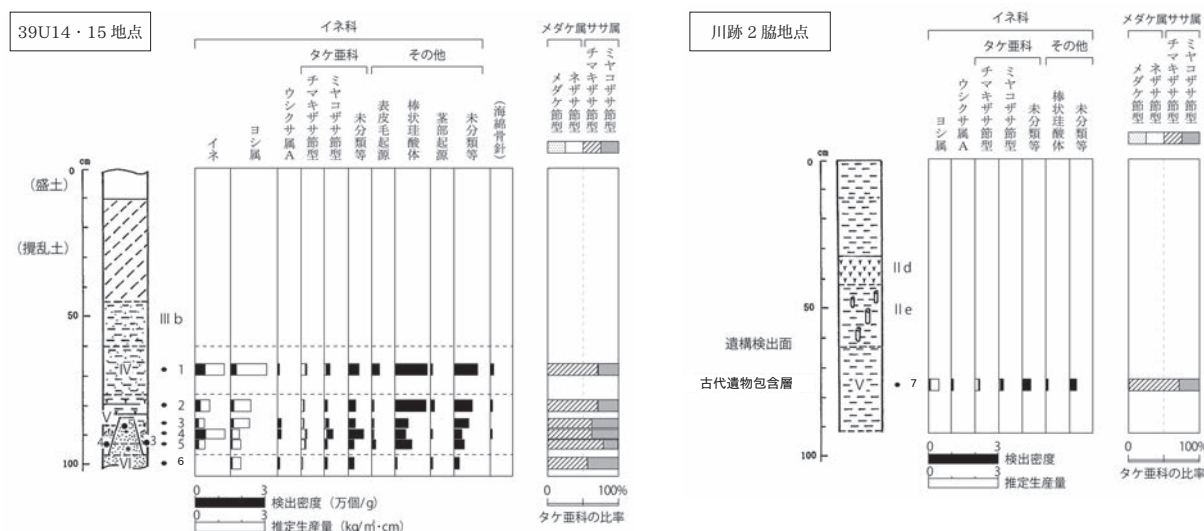 39U14・15 地点
イネ科
タケ亜科
その他
イネ
ヨシ属
ウシクサ属A
チマキザサ節型
ミヤコザサ節型
未分類等
表皮毛起源
棒状珪酸体
茎部起源
未分類等
(海綿骨針)
メダケ属
ササ属
メダケ節型
ネザサ節型
チマキザサ節型
ミヤコザサ節型
cm
0
50
100
(盛土)
(攪乱土)
Ⅲb
Ⅳ
Ⅴ
Ⅵ
1
2
3
4
5
6
4
5
3
0 3
検出密度（万個/g）
0 3
推定生産量（kg/㎡・cm）
0 100%
タケ亜科の比率
川跡 2 脇地点
イネ科
タケ亜科
その他
ヨシ属
ウシクサ属A
チマキザサ節型
ミヤコザサ節型
未分類等
棒状珪酸体
未分類等
メダケ属
ササ属
メダケ節型
ネザサ節型
チマキザサ節型
ミヤコザサ節型
cm
0
50
100
Ⅱd
Ⅱe
遺構検出面
古代遺物包含層
Ⅴ
7
0 3
検出密度
0 3
推定生産量
0 100%
タケ亜科の比率